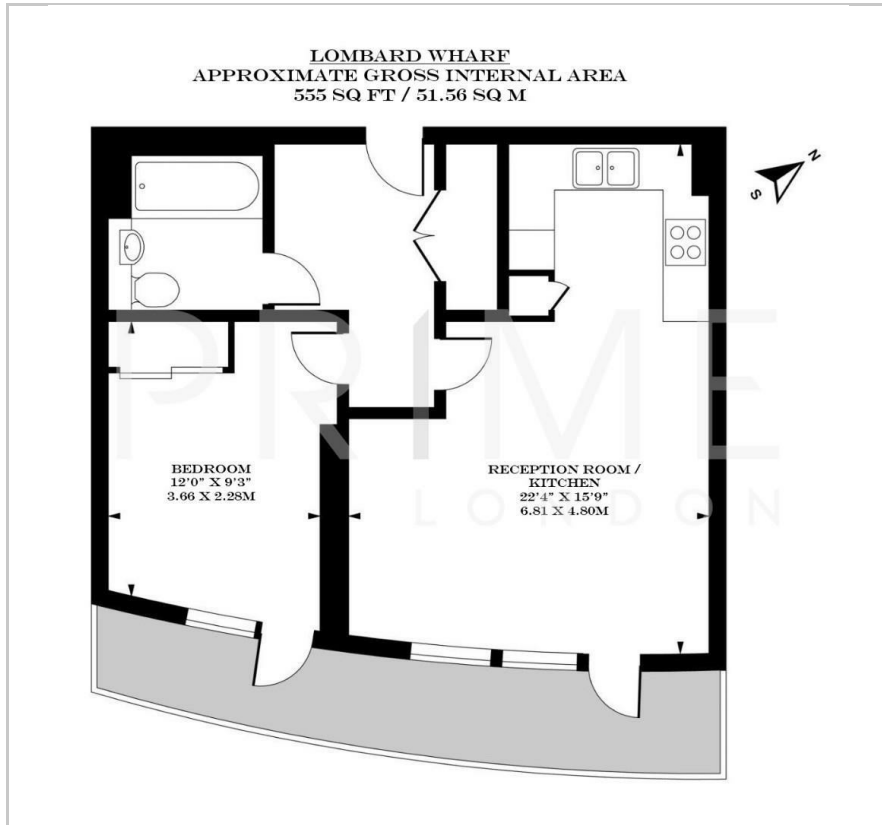 LOMBARD WHARF
APPROXIMATE GROSS INTERNAL AREA
555 SQ FT / 51.56 SQ M
N
S
PRIME
LONDON
BEDROOM
12'0" X 9'3"
3.66 X 2.28M
RECEPTION ROOM /
KITCHEN
22'4" X 15'9"
6.81 X 4.80M